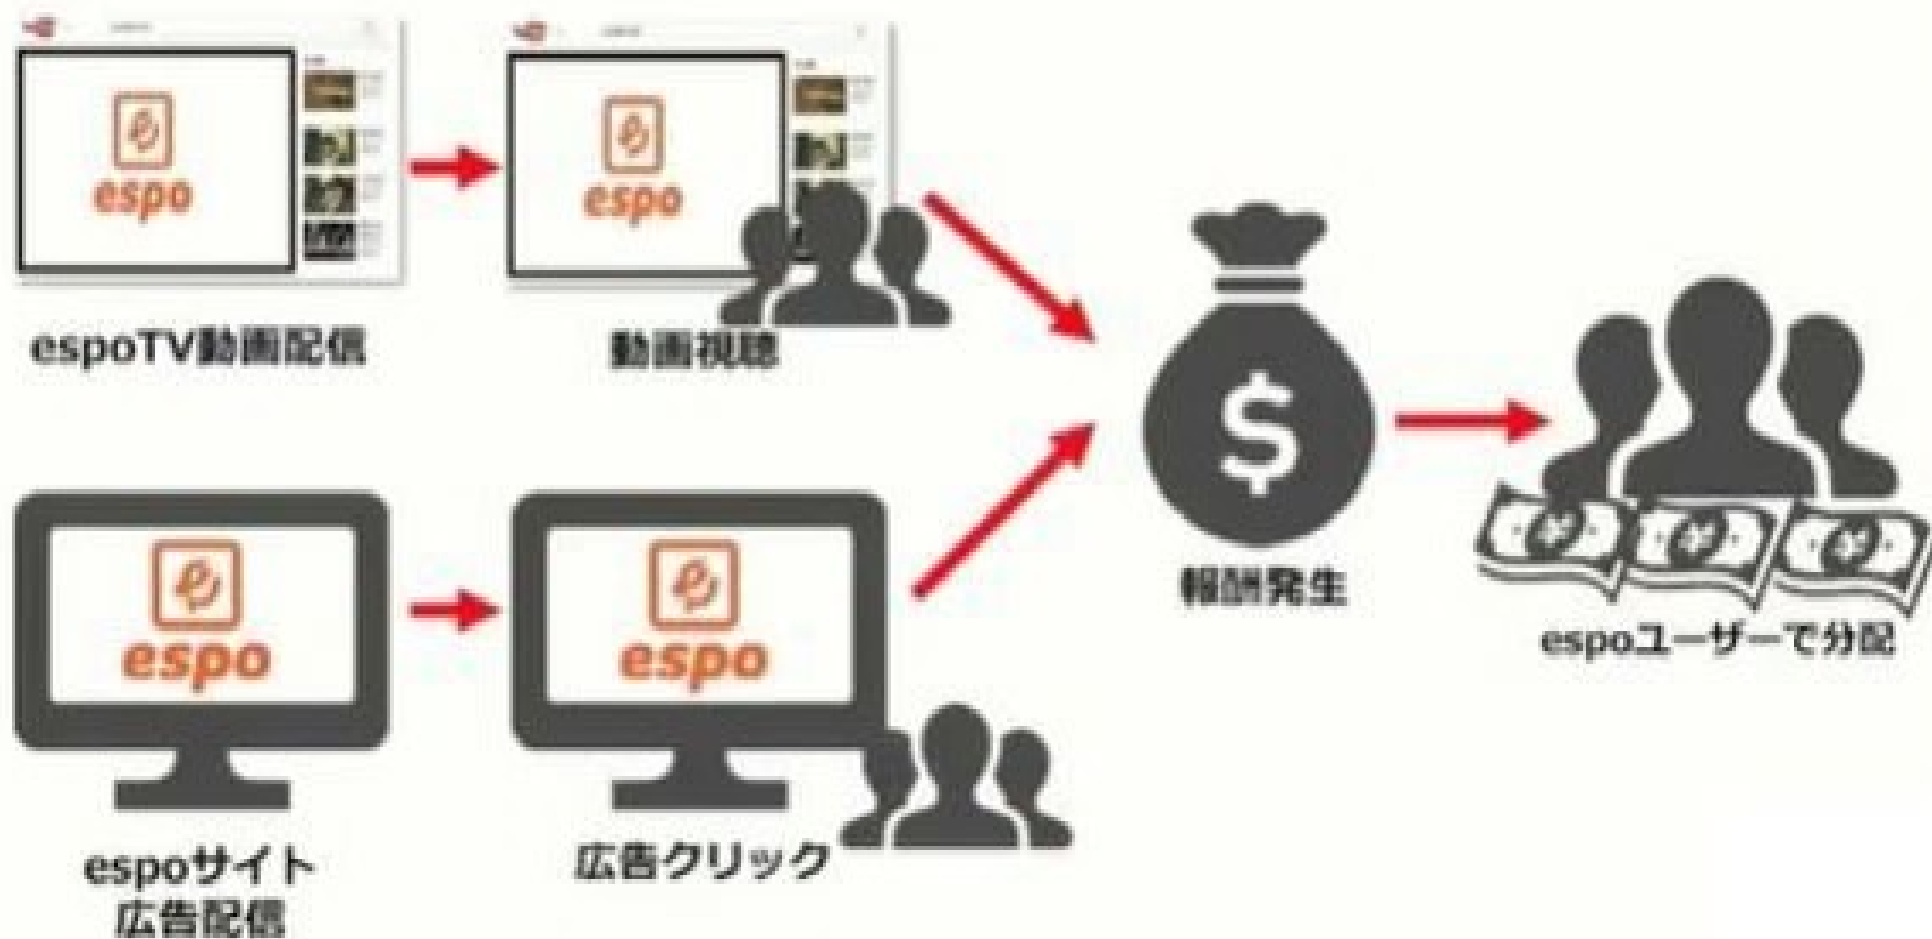 espo
espo
espoTV動画配信
動画視聴
$
報酬発生
espoユーザーで分配
espo
espo
espoサイト
広告配信
広告クリック